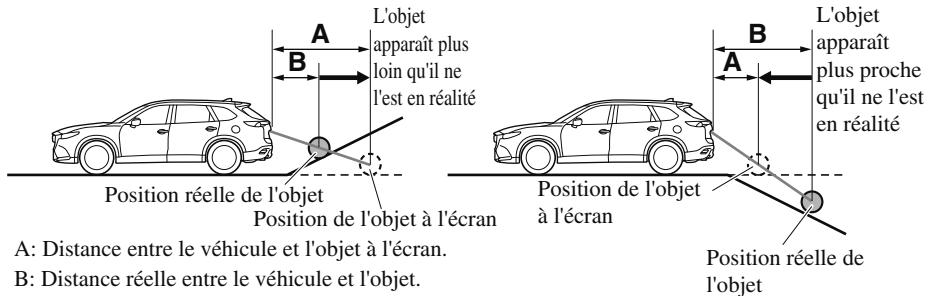 A
B
L'objet
apparaît plus
loin qu'il ne
l'est en réalité
Position réelle de l'objet
Position de l'objet à l'écran
B
A
L'objet
apparaît
plus proche
qu'il ne l'est
en réalité
Position de l'objet
à l'écran
Position réelle de
l'objet
A: Distance entre le véhicule et l'objet à l'écran.
B: Distance réelle entre le véhicule et l'objet.